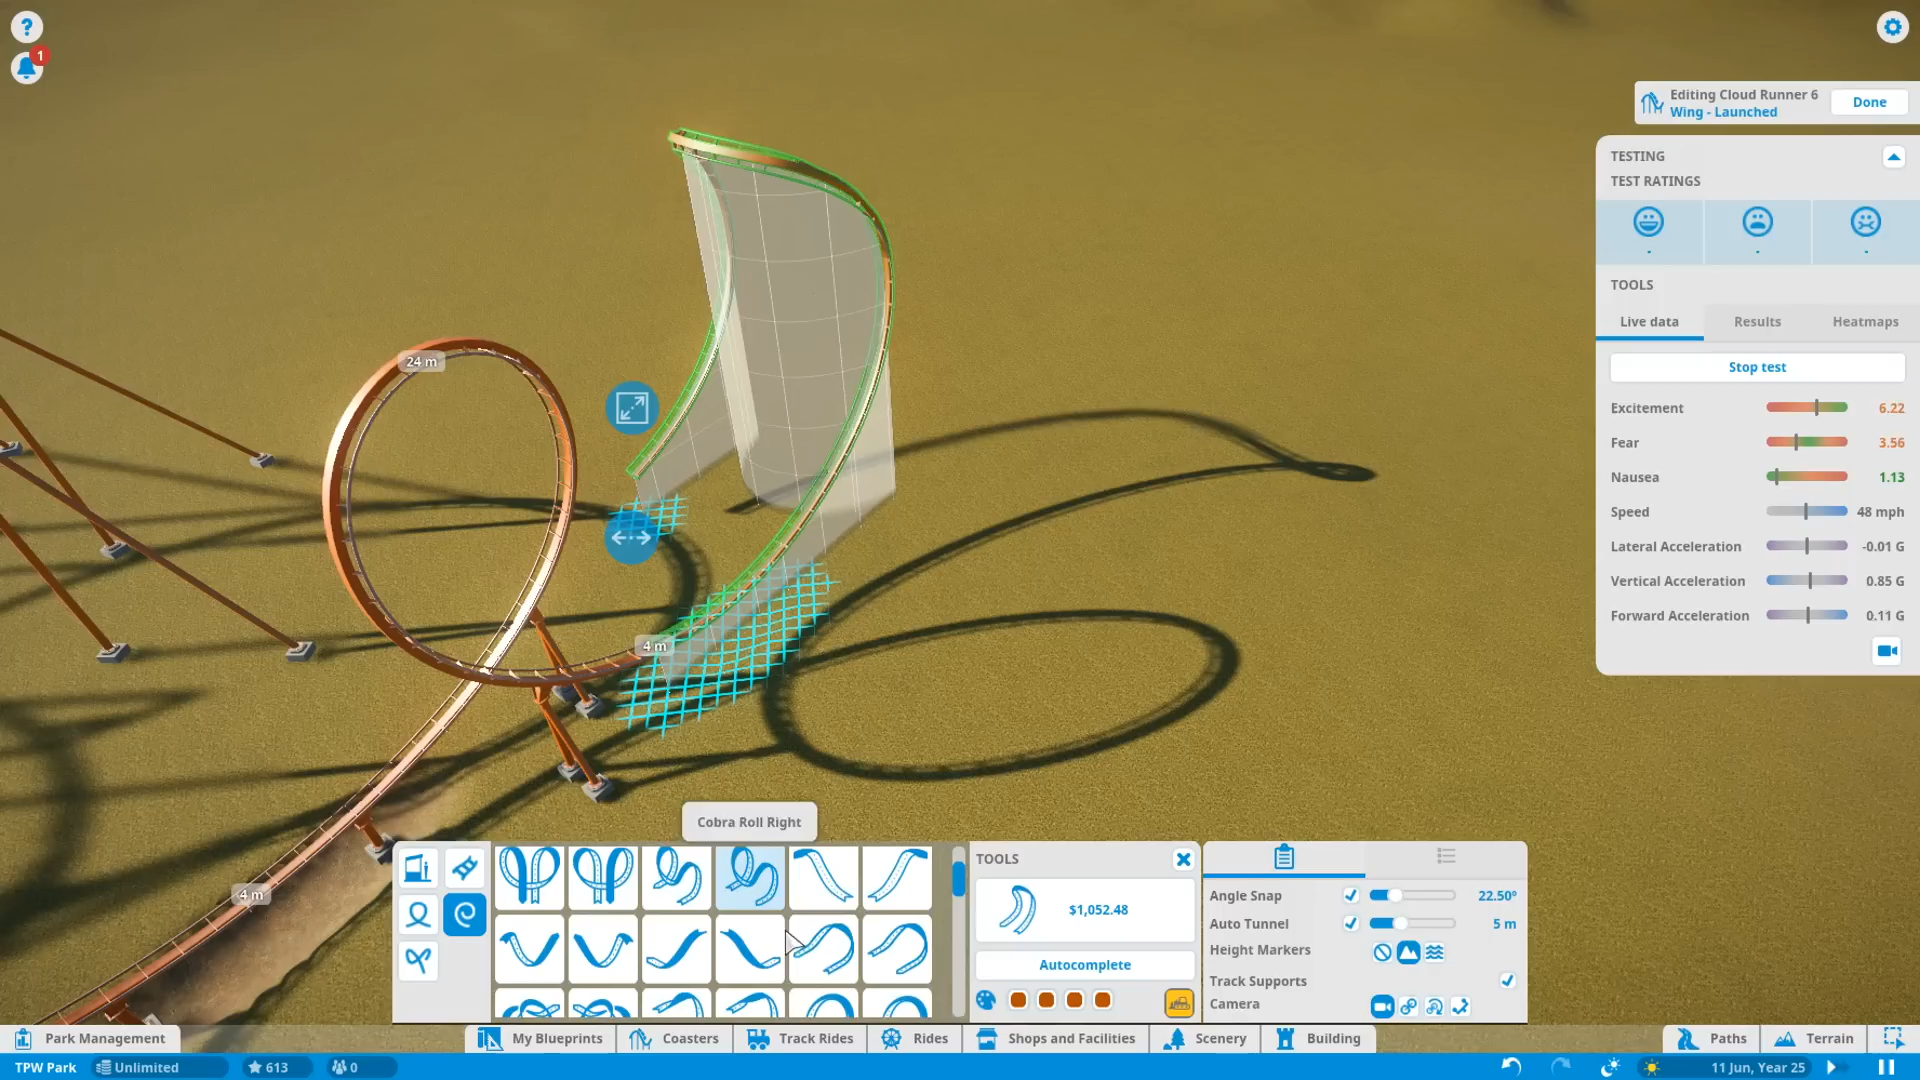 ?
1
Editing Cloud Runner 6
Wing - Launched
Done
TESTING
TEST RATINGS
-
-
-
TOOLS
Live data
Results
Heatmaps
Stop test
Excitement
6.22
Fear
3.56
Nausea
1.13
Speed
48 mph
Lateral Acceleration
-0.01 G
Vertical Acceleration
0.85 G
Forward Acceleration
0.11 G
24 m
4 m
4 m
Cobra Roll Right
TOOLS
$1,052.48
Autocomplete
Angle Snap
22.50°
Auto Tunnel
5 m
Height Markers
Track Supports
Camera
Park Management
My Blueprints
Coasters
Track Rides
Rides
Shops and Facilities
Scenery
Building
Paths
Terrain
TPW Park
Unlimited
613
0
11 Jun, Year 25